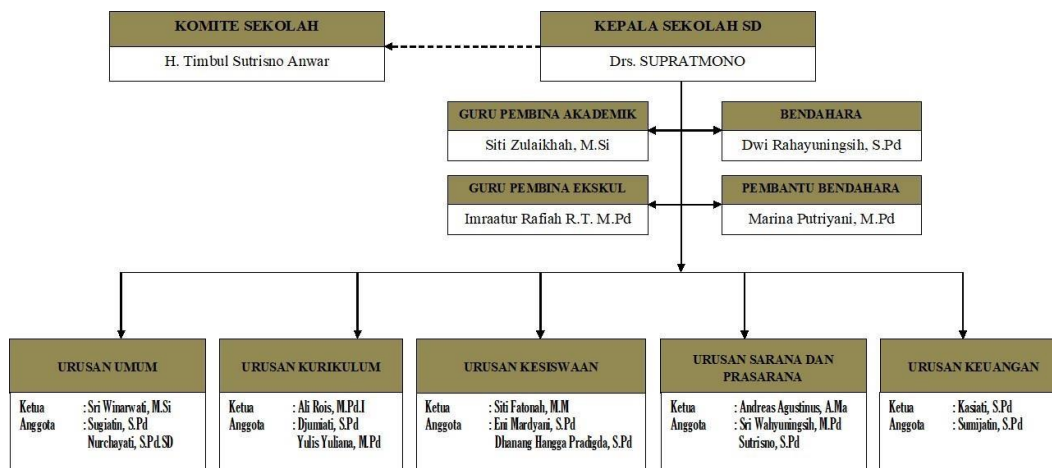 KOMITE SEKOLAH
H. Timbul Sutrisno Anwar
KEPALA SEKOLAH SD
Drs. SUPRATMONO
GURU PEMBINA AKADEMIK
Siti Zulaikhah, M.Si
BENDAHARA
Dwi Rahayuningsih, S.Pd
GURU PEMBINA EKSKUL
Imraatur Rafiah R.T. M.Pd
PEMBANTU BENDAHARA
Marina Putriyani, M.Pd
URUSAN UMUM
Ketua : Sri Winarwati, M.Si
Anggota : Sugiatin, S.Pd
Nurchayati, S.Pd.SD
URUSAN KURIKULUM
Ketua : Ali Rois, M.Pd.I
Anggota : Djumiati, S.Pd
Yulis Yuliana, M.Pd
URUSAN KESISWAAN
Ketua : Siti Fatonah, M.M
Anggota : Eni Mardyani, S.Pd
Dhanang Hangga Pradigda, S.Pd
URUSAN SARANA DAN
PRASARANA
Ketua : Andreas Agustinus, A.Ma
Anggota : Sri Wahyuningsih, M.Pd
Sutrisno, S.Pd
URUSAN KEUANGAN
Ketua : Kasiati, S.Pd
Anggota : Sumijatin, S.Pd